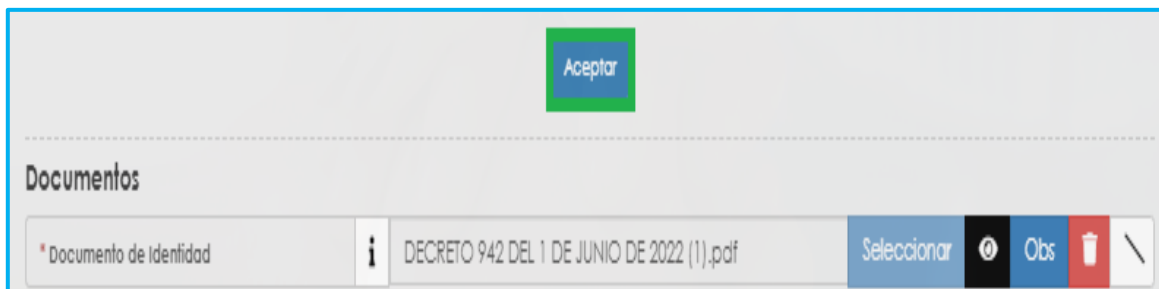 Aceptar
Documentos
* Documento de Identidad i DECRETO 942 DEL 1 DE JUNIO DE 2022 (1).pdf Seleccionar Obs